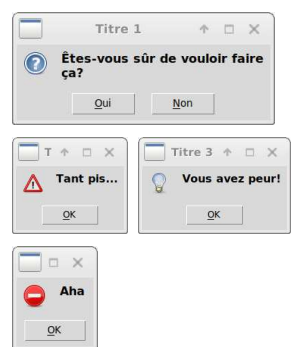 Titre 1
Êtes-vous sûr de vouloir faire
ça?
Oui
Non
T
Tant pis...
OK
Titre 3
Vous avez peur!
OK
Aha
OK